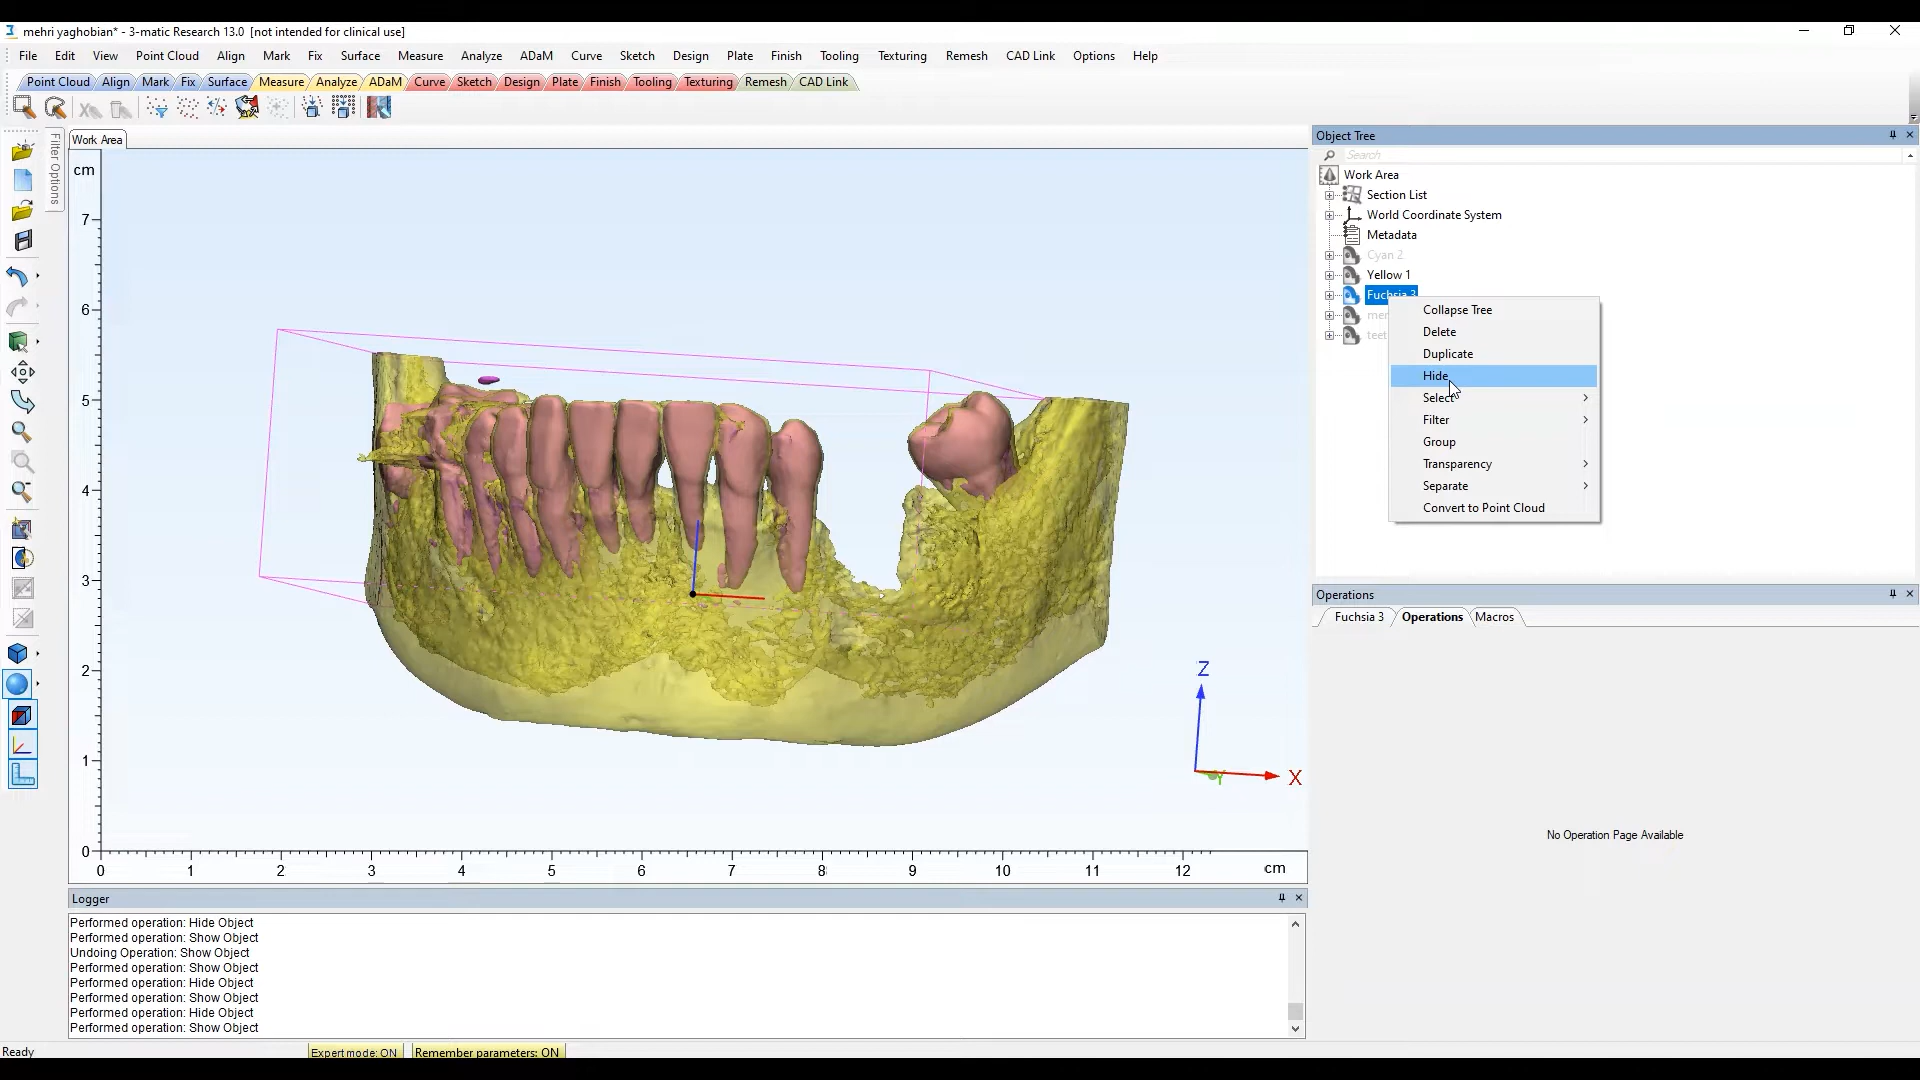 mehri yaghobian* - 3-matic Research 13.0 [not intended for clinical use]
File Edit View Point Cloud Align Mark Fix Surface Measure Analyze ADaM Curve Sketch Design Plate Finish Tooling Texturing Remesh CAD Link Options Help
Point Cloud Align Mark Fix Surface Measure Analyze ADaM Curve Sketch Design Plate Finish Tooling Texturing Remesh CAD Link
Filter Options
Work Area
cm
7
6
5
4
3
2
1
0
0 1 2 3 4 5 6 7 8 9 10 11 12 cm
Z
X
Y
Object Tree
Search
Work Area
Section List
World Coordinate System
Metadata
Cyan 2
Yellow 1
Fuchsia 3
mer
teet
Collapse Tree
Delete
Duplicate
Hide
Select
Filter
Group
Transparency
Separate
Convert to Point Cloud
Operations
Fuchsia 3 Operations Macros
No Operation Page Available
Logger
Performed operation: Hide Object
Performed operation: Show Object
Undoing Operation: Show Object
Performed operation: Show Object
Performed operation: Hide Object
Performed operation: Show Object
Performed operation: Hide Object
Performed operation: Show Object
Ready
Expert mode: ON
Remember parameters: ON